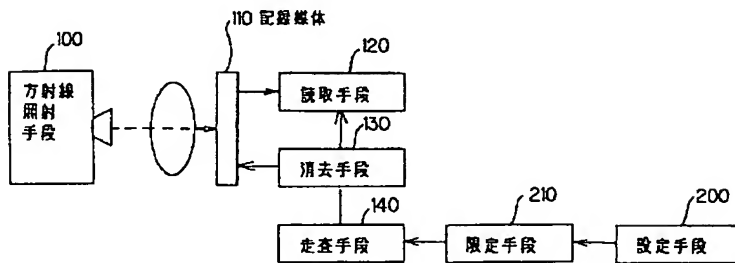 100
方射線
照射
手段
110 記録媒体
120
読取手段
130
消去手段
140
走査手段
210
限定手段
200
設定手段